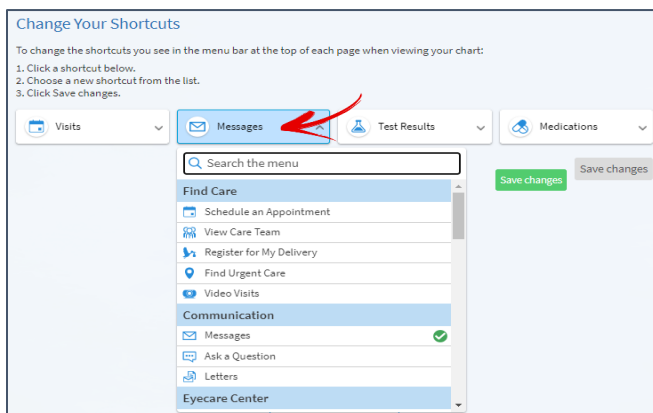 Change Your Shortcuts
To change the shortcuts you see in the menu bar at the top of each page when viewing your chart:
1. Click a shortcut below.
2. Choose a new shortcut from the list.
3. Click Save changes.
Visits
Messages
Test Results
Medications
Search the menu
Save changes
Save changes
Find Care
Schedule an Appointment
View Care Team
Register for My Delivery
Find Urgent Care
Video Visits
Communication
Messages
Ask a Question
Letters
Eyecare Center